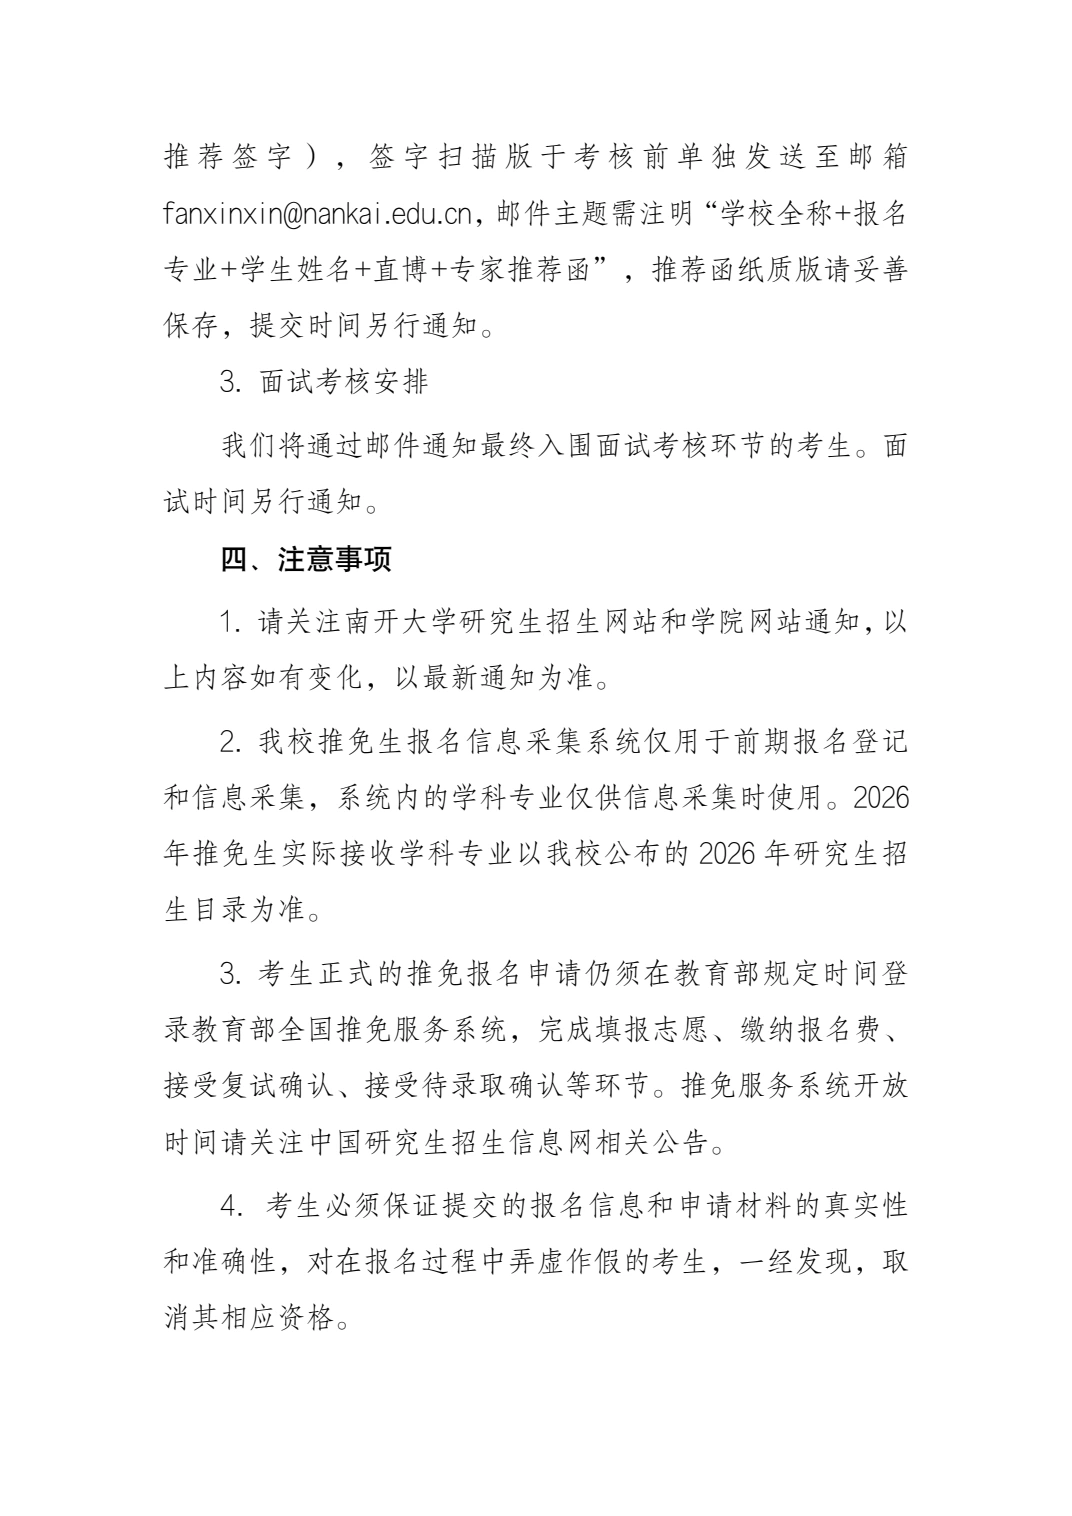 推荐签字），签字扫描版于考核前单独发送至邮箱
fanxinxin@nankai.edu.cn，邮件主题需注明“学校全称+报名
专业+学生姓名+直博+专家推荐函”，推荐函纸质版请妥善
保存，提交时间另行通知。
3. 面试考核安排
我们将通过邮件通知最终入围面试考核环节的考生。面
试时间另行通知。
四、注意事项
1. 请关注南开大学研究生招生网站和学院网站通知，以
上内容如有变化，以最新通知为准。
2. 我校推免生报名信息采集系统仅用于前期报名登记
和信息采集，系统内的学科专业仅供信息采集时使用。2026
年推免生实际接收学科专业以我校公布的 2026 年研究生招
生目录为准。
3. 考生正式的推免报名申请仍须在教育部规定时间登
录教育部全国推免服务系统，完成填报志愿、缴纳报名费、
接受复试确认、接受待录取确认等环节。推免服务系统开放
时间请关注中国研究生招生信息网相关公告。
4. 考生必须保证提交的报名信息和申请材料的真实性
和准确性，对在报名过程中弄虚作假的考生，一经发现，取
消其相应资格。